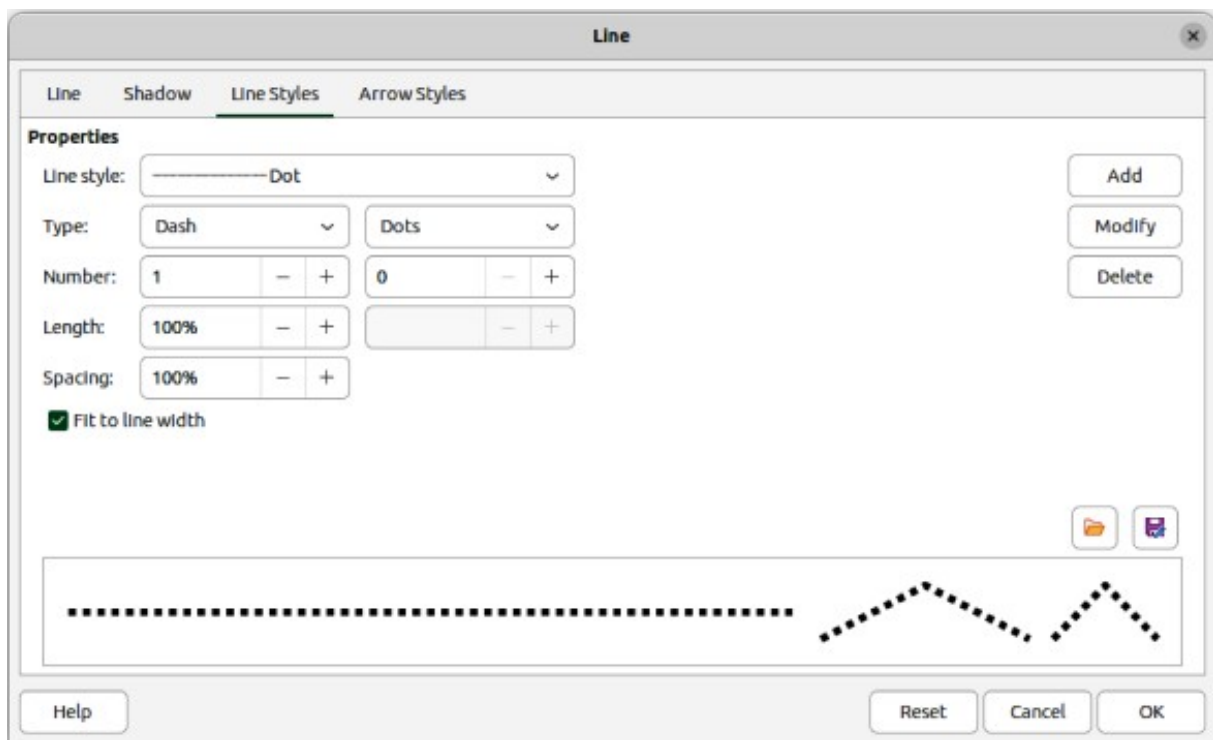 Line
Line Shadow Line Styles Arrow Styles
Properties
Line style: Dot Add
Type: Dash Dots Modify
Number: 1 − + 0 − + Delete
Length: 100% − + − +
Spacing: 100% − +
Fit to line width
Help Reset Cancel OK